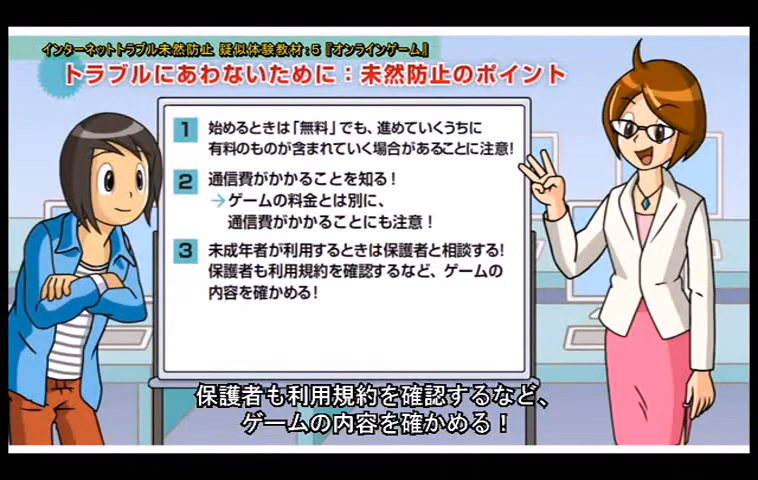 インターネットトラブル未然防止 疑似体験教材：5『オンラインゲーム』
トラブルにあわないために：未然防止のポイント
1 始めるときは「無料」でも、進めていくうちに
有料のものが含まれていく場合があることに注意！
2 通信費がかかることを知る！
→ゲームの料金とは別に、
通信費がかかることにも注意！
3 未成年者が利用するときは保護者と相談する！
保護者も利用規約を確認するなど、ゲームの
内容を確かめる！
保護者も利用規約を確認するなど、
ゲームの内容を確かめる！